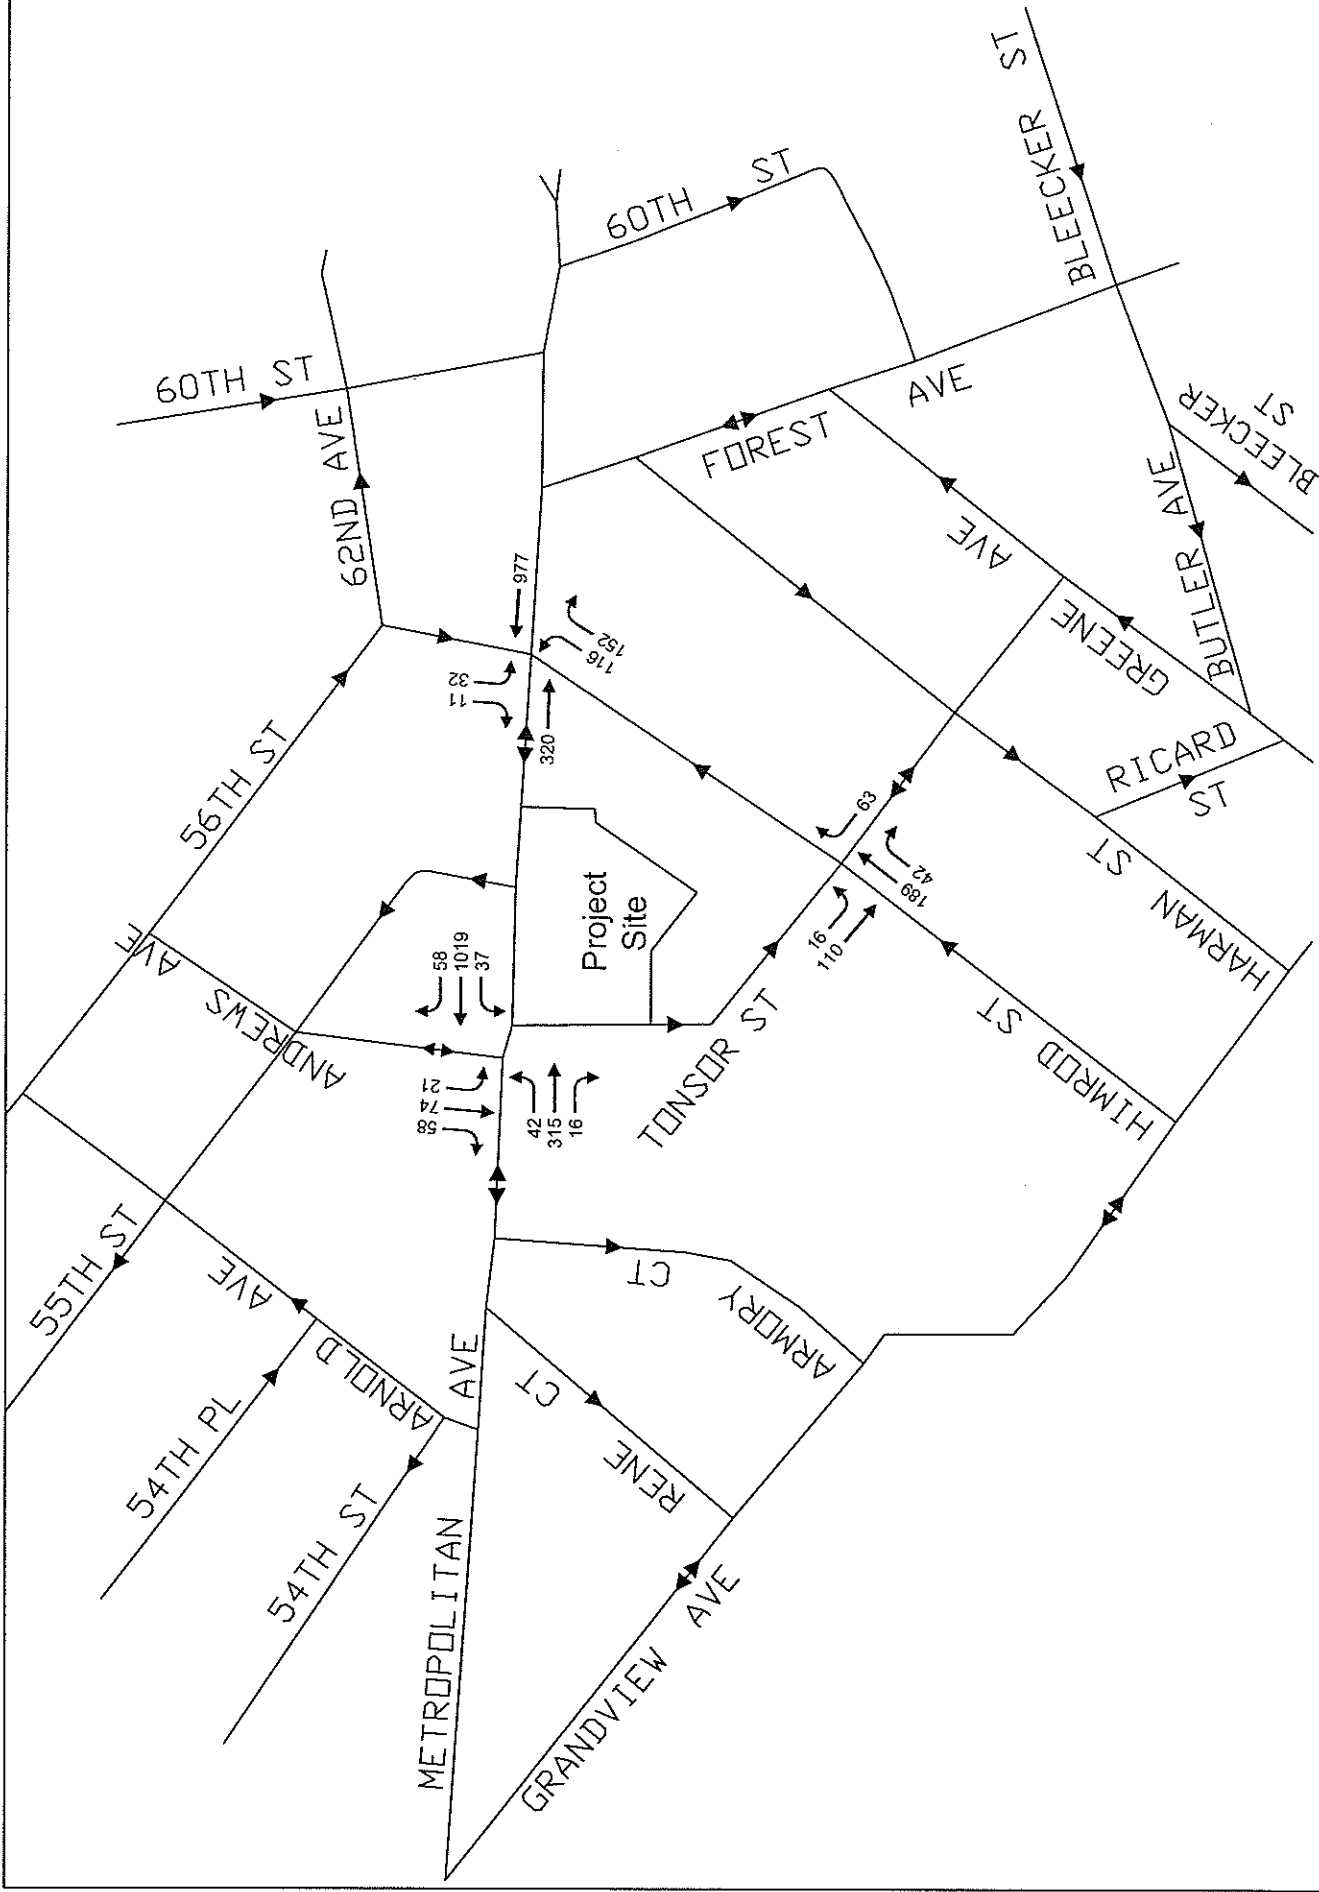 BLEECKER ST
60TH ST
60TH ST
62ND AVE
FOREST AVE
BLEECKER
ST
BUTLER AVE
GREENE AVE
RICARD
ST
HARMAN ST
HIMROD ST
TONSOR ST
56TH ST
55TH ST
54TH PL
54TH ST
ANDREWS AVE
ARNOLD AVE
METROPOLITAN AVE
GRANDVIEW AVE
RENE CT
ARMORY CT
Project
Site
977
32
11
320
116
152
63
42
189
16
110
58
1019
37
21
74
58
42
315
16